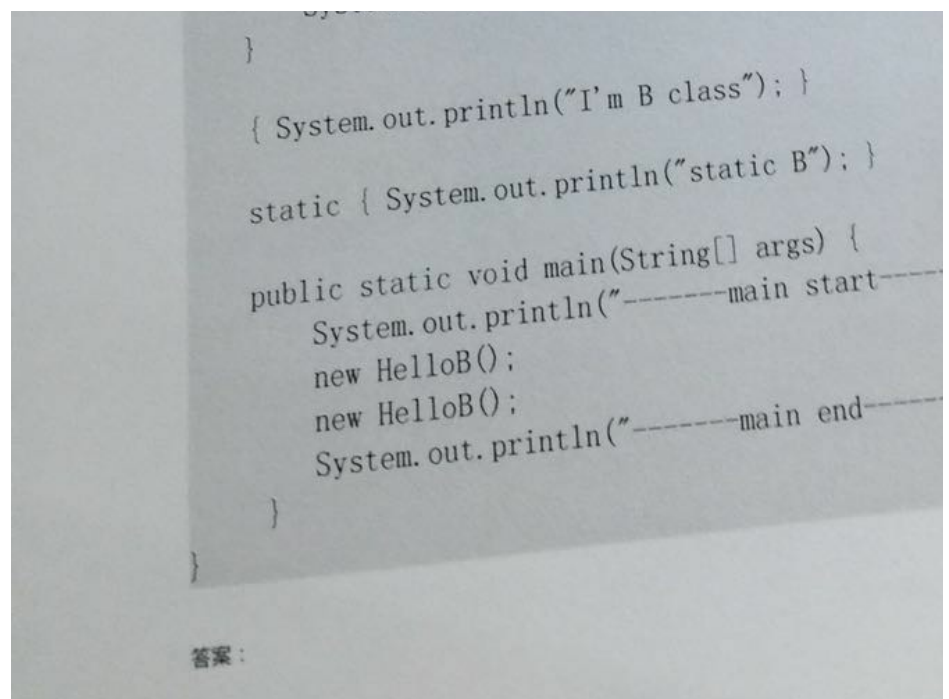 }
{ System.out.println("I'm B class"); }
static { System.out.println("static B"); }
public static void main(String[] args) {
System.out.println("-------main start-----
new HelloB();
new HelloB();
System.out.println("-------main end-----
}
}
答案：